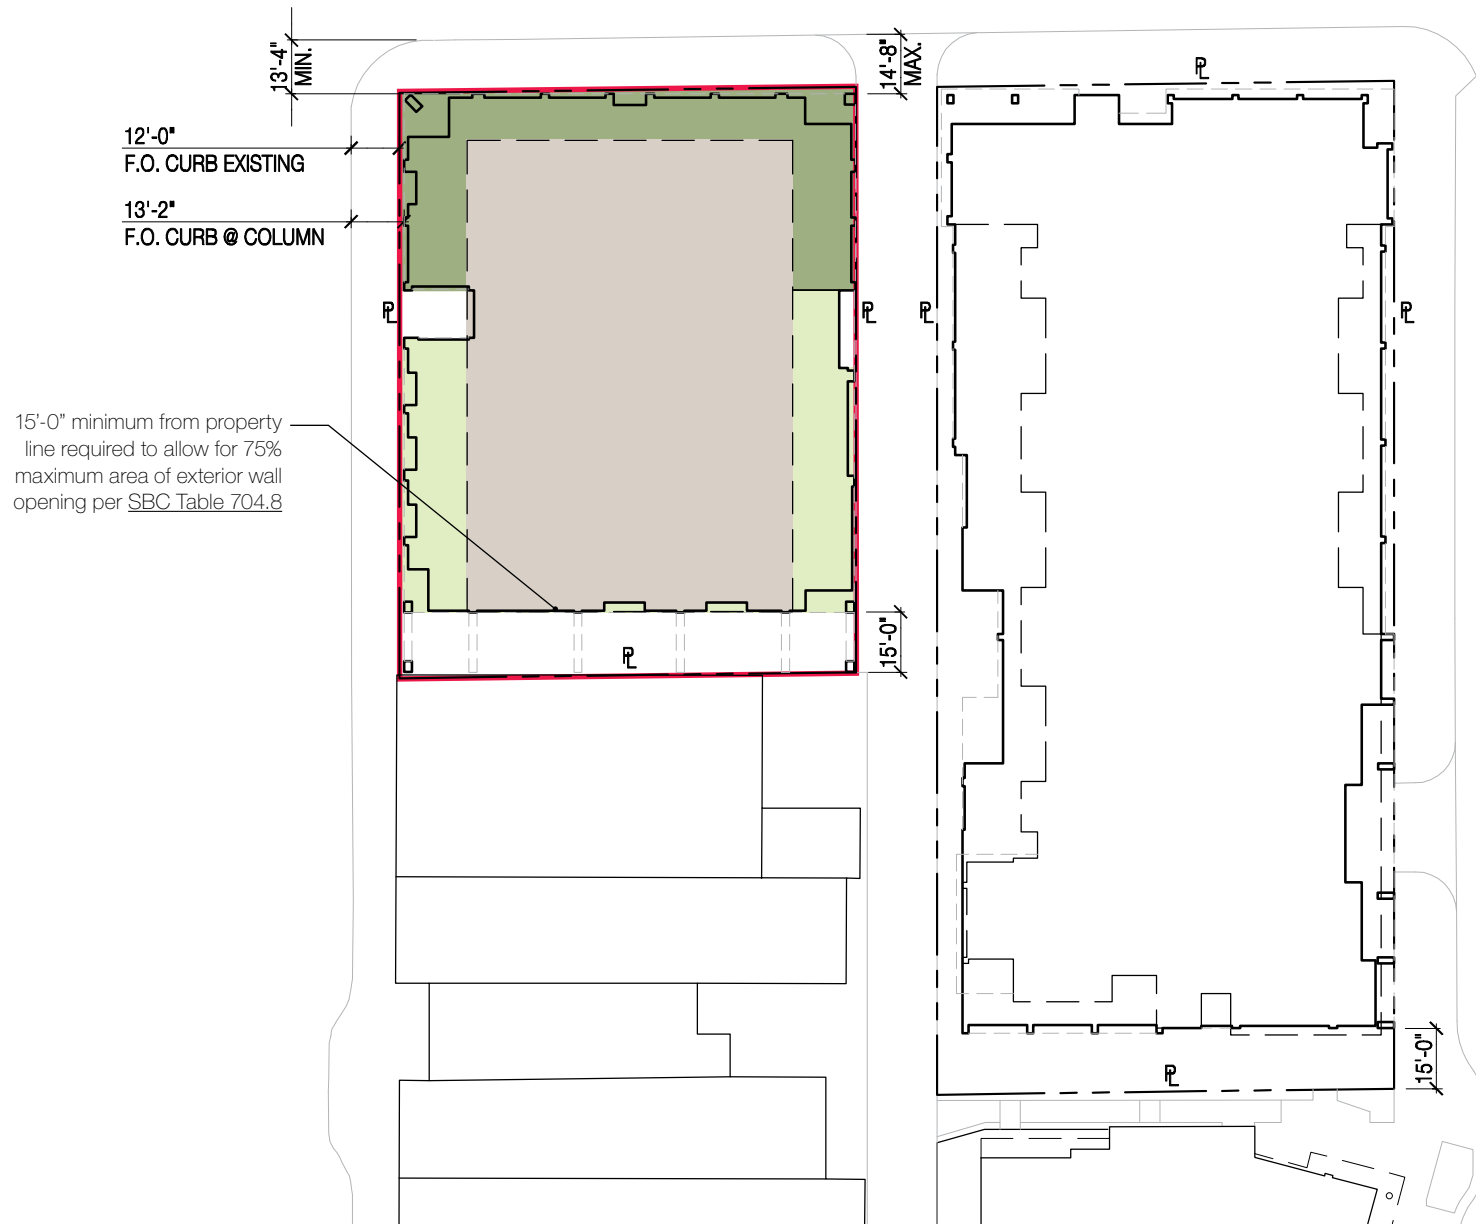 13'-4"
MIN.
14'-8"
MAX.
PL
12'-0"
F.O. CURB EXISTING
13'-2"
F.O. CURB @ COLUMN
PL
PL
PL
PL
15'-0” minimum from property
line required to allow for 75%
maximum area of exterior wall
opening per SBC Table 704.8
15'-0"
PL
15'-0"
PL